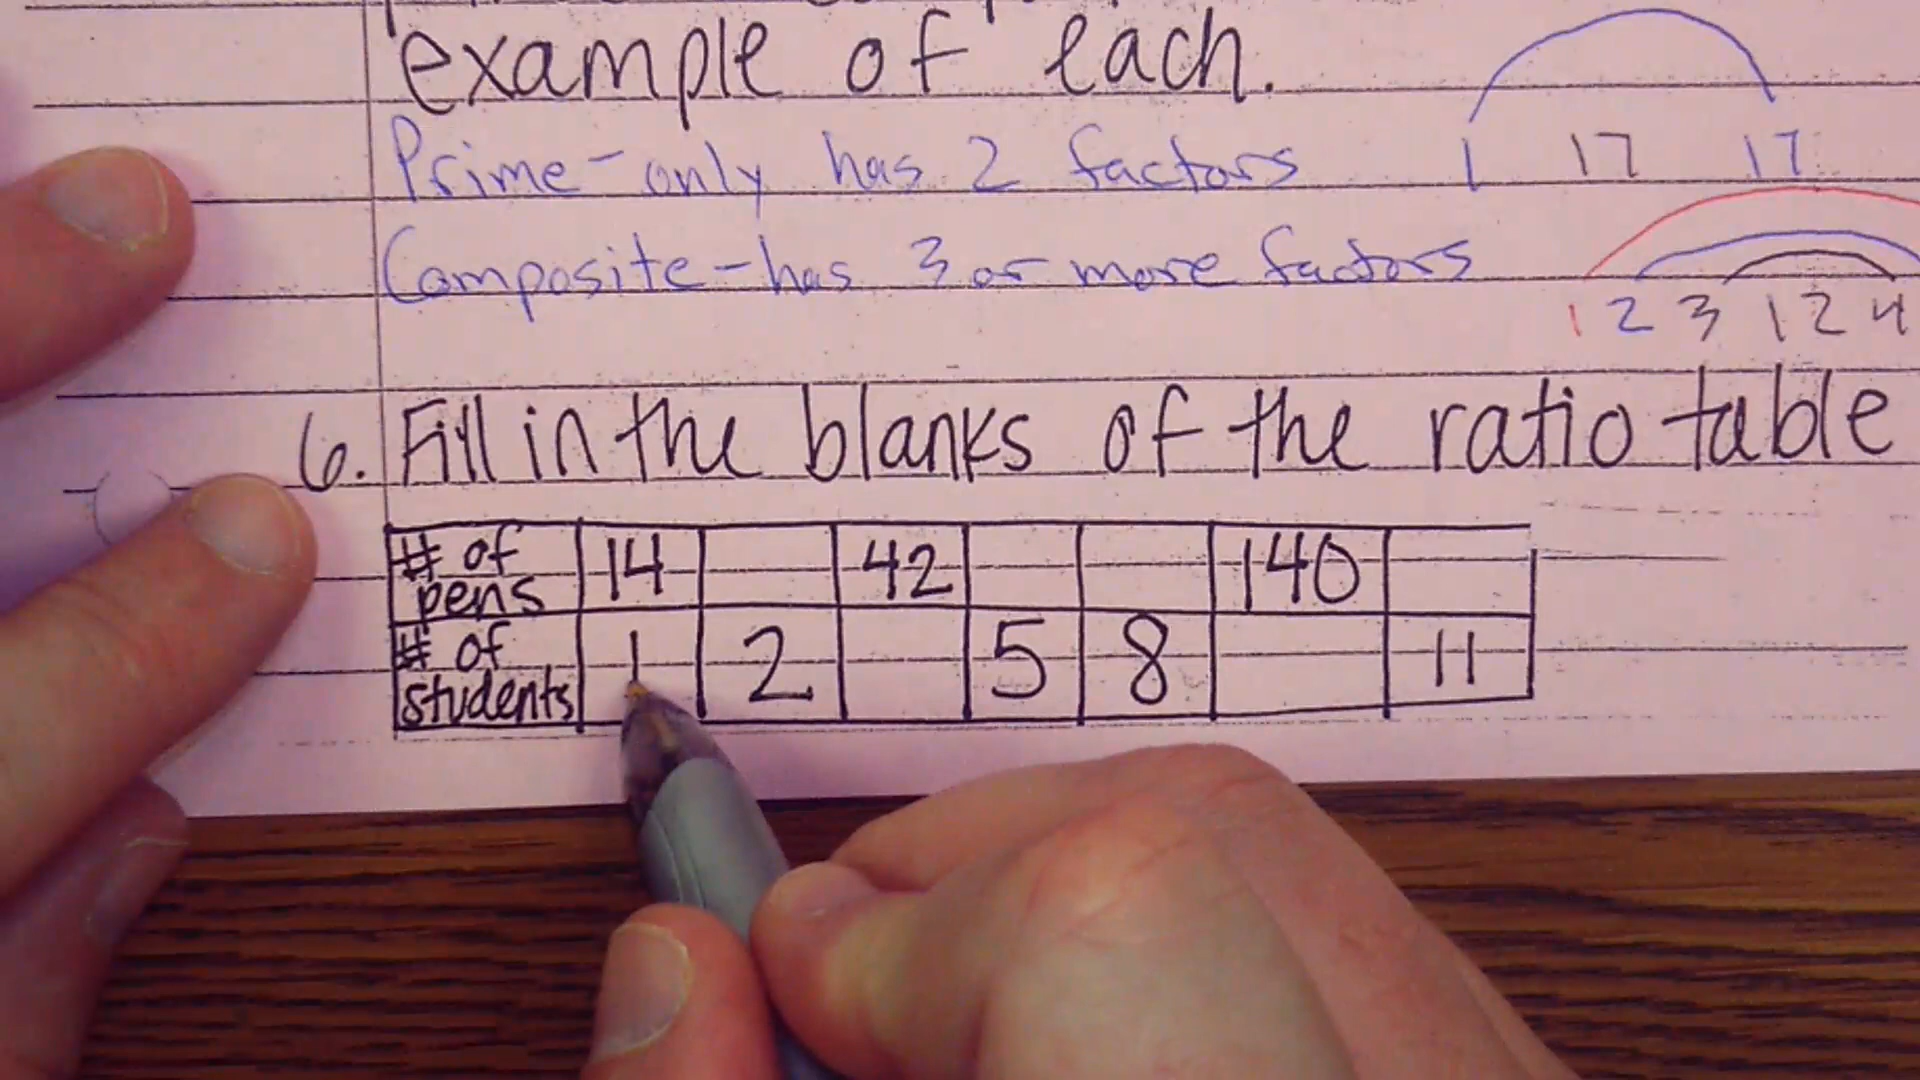 example of each.
Prime - only has 2 factors
1 17 17
Composite - has 3 or more factors
1 2 3 12 4
6. Fill in the blanks of the ratio table
# of pens 14 42 140
# of students 1 2 5 8 11